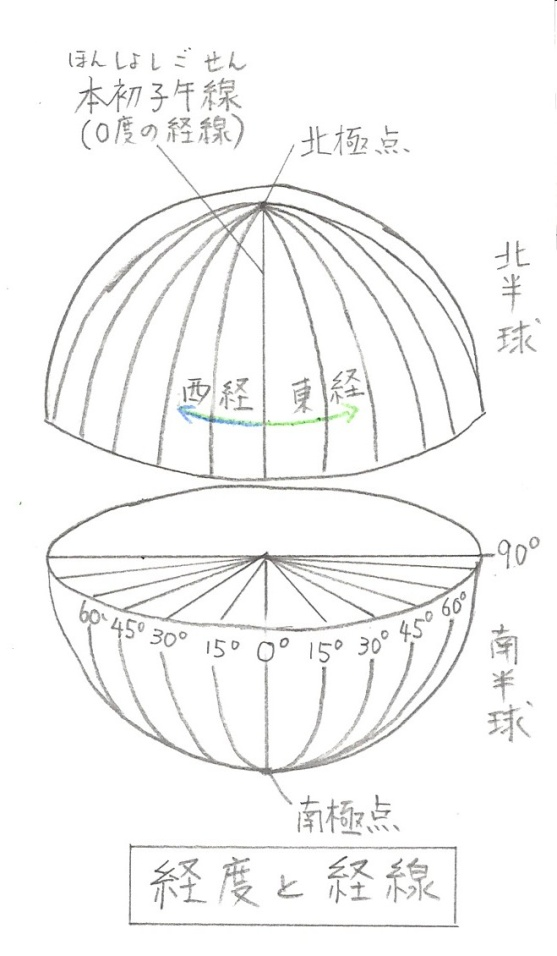 ほんしょしごせん
本初子午線
(0度の経線)
北極点
北半球
西経 東経
90°
60° 45° 30° 15° 0° 15° 30° 45° 60°
南半球
南極点
経度と経線